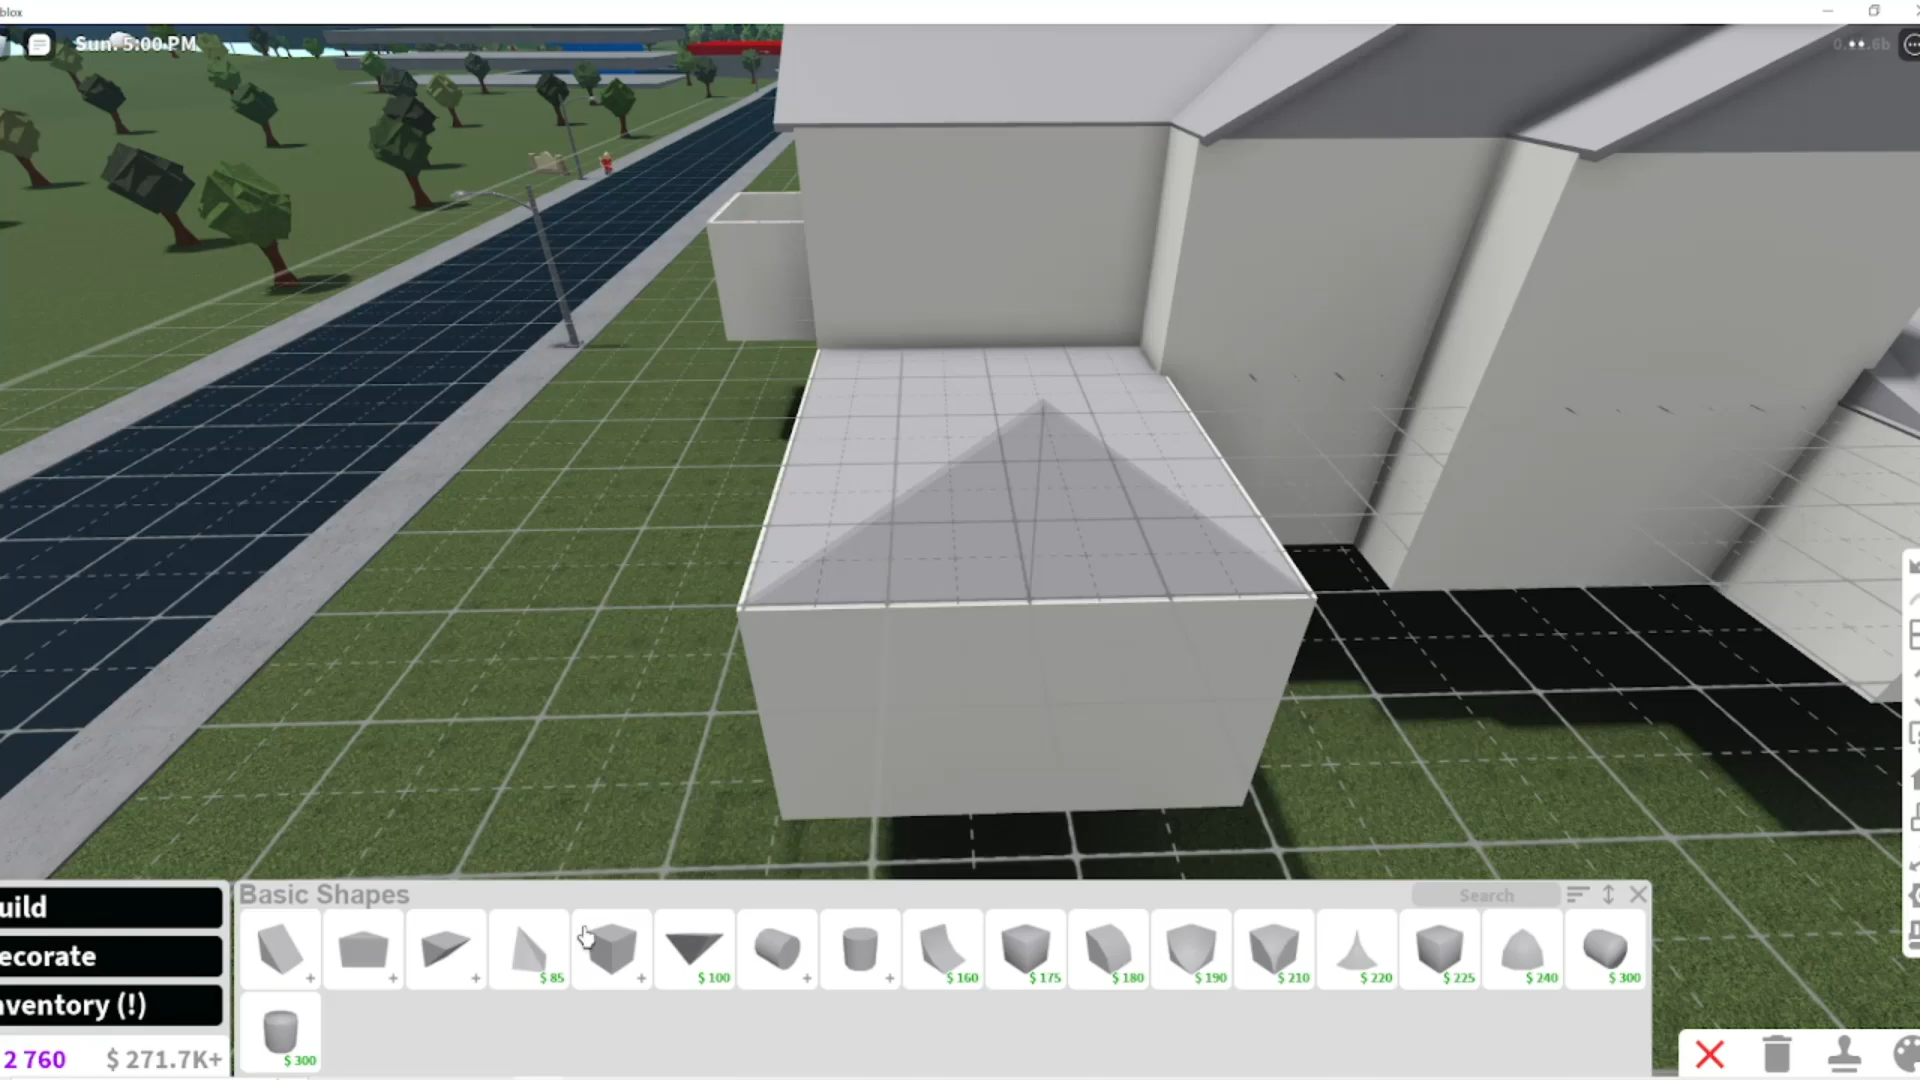 blox
Sun. 5:00 PM
Basic Shapes
Search
uild
ecorate
nventory (!)
2 760
$ 271.7K+
+
+
+
$ 85
+
$ 100
+
+
$ 160
$ 175
$ 180
$ 190
$ 210
$ 220
$ 225
$ 240
$ 300
$ 300